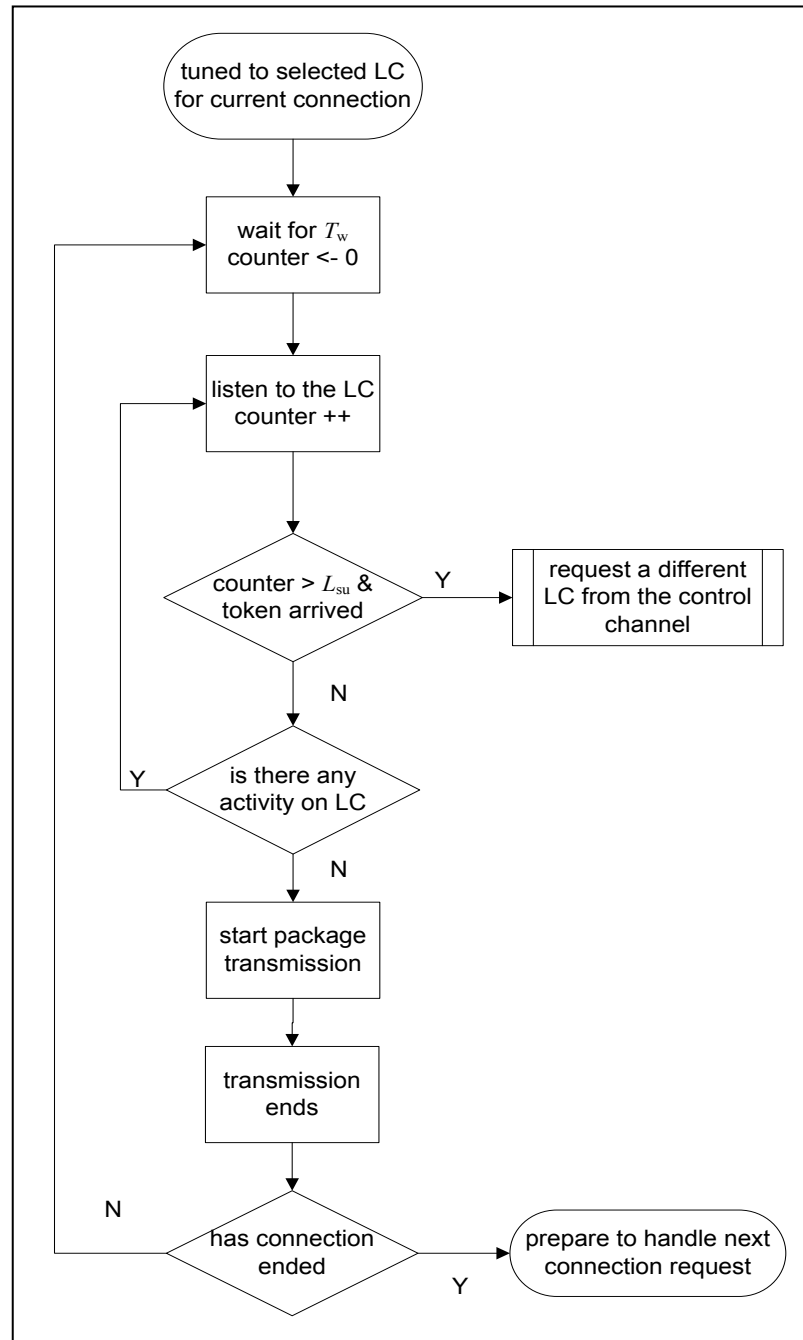 tuned to selected LC
for current connection
wait for T_w
counter <- 0
listen to the LC
counter ++
counter > L_su &
token arrived
Y
request a different
LC from the control
channel
N
is there any
activity on LC
Y
N
start package
transmission
transmission
ends
has connection
ended
N
Y
prepare to handle next
connection request